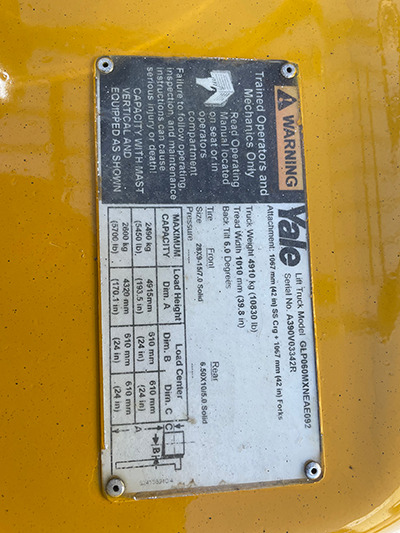 WARNING
Trained Operators and
Mechanics Only
Read Operating
Manual located
on seat or in
operators
compartment
Failure to follow operating,
inspection and maintenance
instructions can cause
serious injury or death!
CAPACITY WITH MAST
VERTICAL AND
EQUIPPED AS SHOWN
Yale
Lift Truck Model GLP060MXNEAE092
Serial No. A390V03342R
Attachment: 1067 mm (42 in) SS Crg + 1067 mm (42 in) Forks
Truck Weight 4910 kg (10830 lb)
Tread Width 1010 mm (39.8 in)
Back Tilt 6.0 Degrees
Tire Front Rear
Size 28X9-15/7.0 Solid 6.50X10/5.0 Solid
Pressure
MAXIMUM CAPACITY Load Height Dim. A Load Center Dim. B Dim. C
2490 kg (5450 lb) 4915mm (193.5 in) 610 mm (24 in) 610 mm (24 in)
2600 kg (5700 lb) 4320 mm (170.1 in) 610 mm (24 in) 610 mm (24 in)
A
B
C